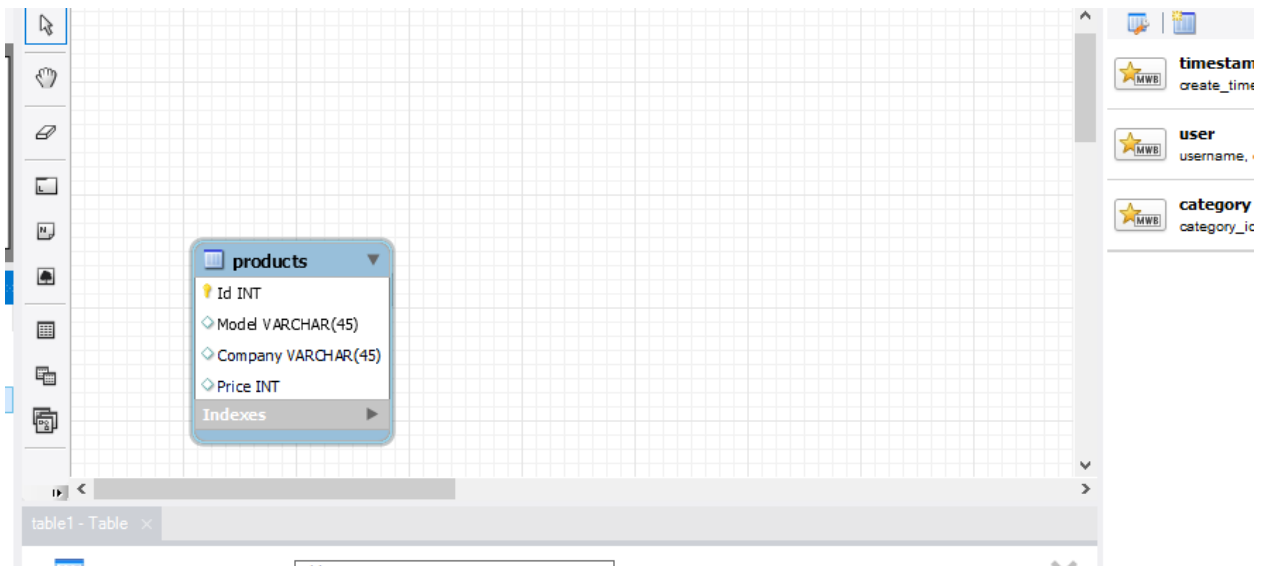 timestam
create_time
MWB
user
username,
MWB
category
category_ic
MWB
products
Id INT
Model VARCHAR(45)
Company VARCHAR(45)
Price INT
Indexes
table1 - Table